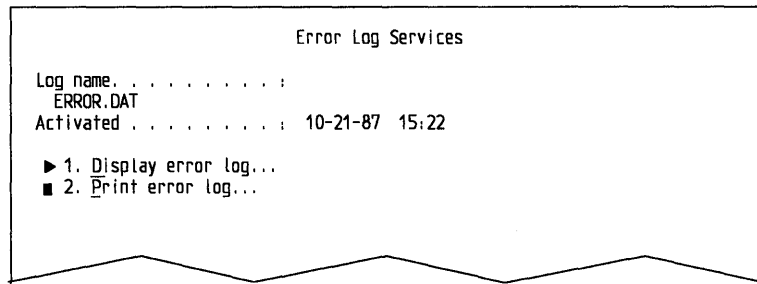 Error Log Services
Log name. . . . . . . . . . :
ERROR.DAT
Activated . . . . . . . . . : 10-21-87 15:22
▶ 1. Display error log...
■ 2. Print error log...